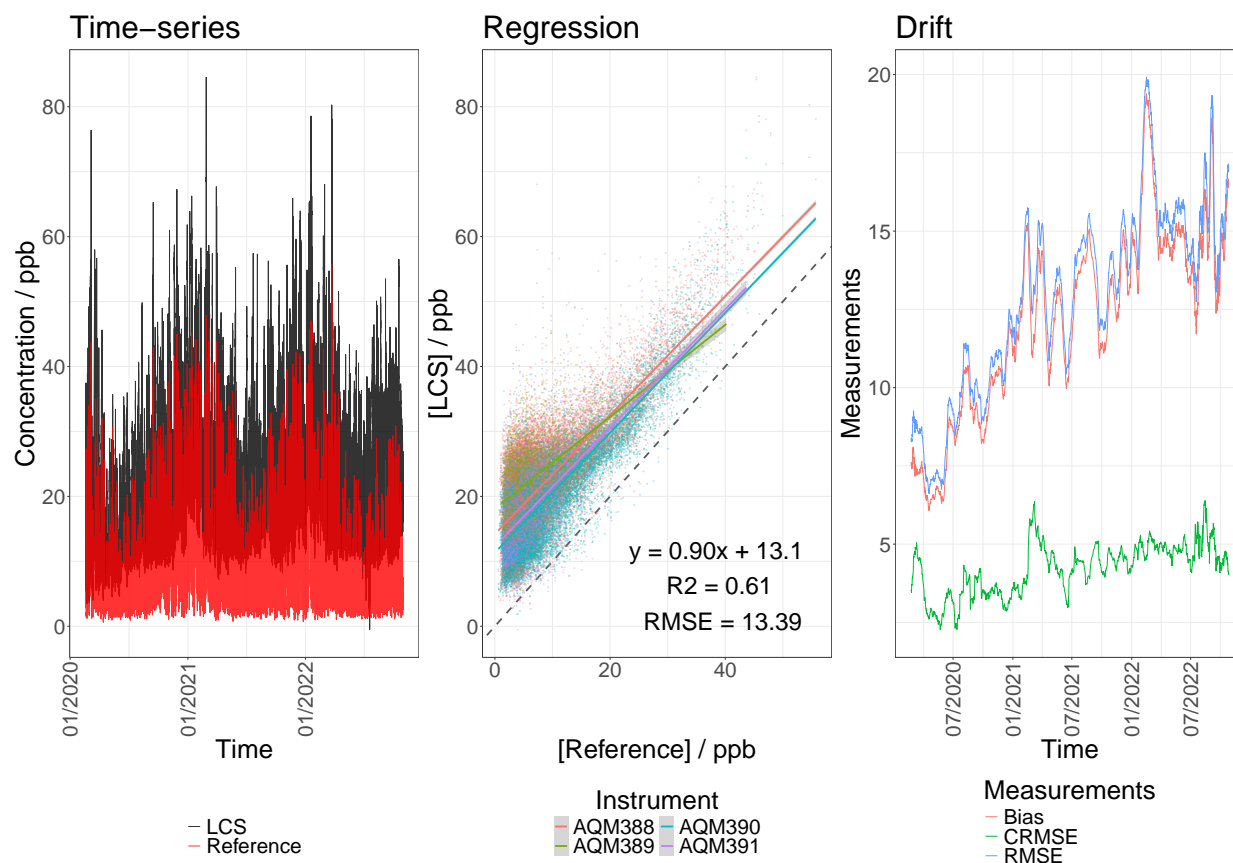 Time−series
Concentration / ppb
80
60
40
20
0
01/2020
01/2021
01/2022
Time
LCS
Reference
Regression
[LCS] / ppb
80
60
40
20
0
y = 0.90x + 13.1
R2 = 0.61
RMSE = 13.39
0
20
40
[Reference] / ppb
Instrument
AQM388
AQM390
AQM389
AQM391
Drift
Measurements
20
15
10
5
07/2020
01/2021
07/2021
01/2022
07/2022
Time
Measurements
Bias
CRMSE
RMSE